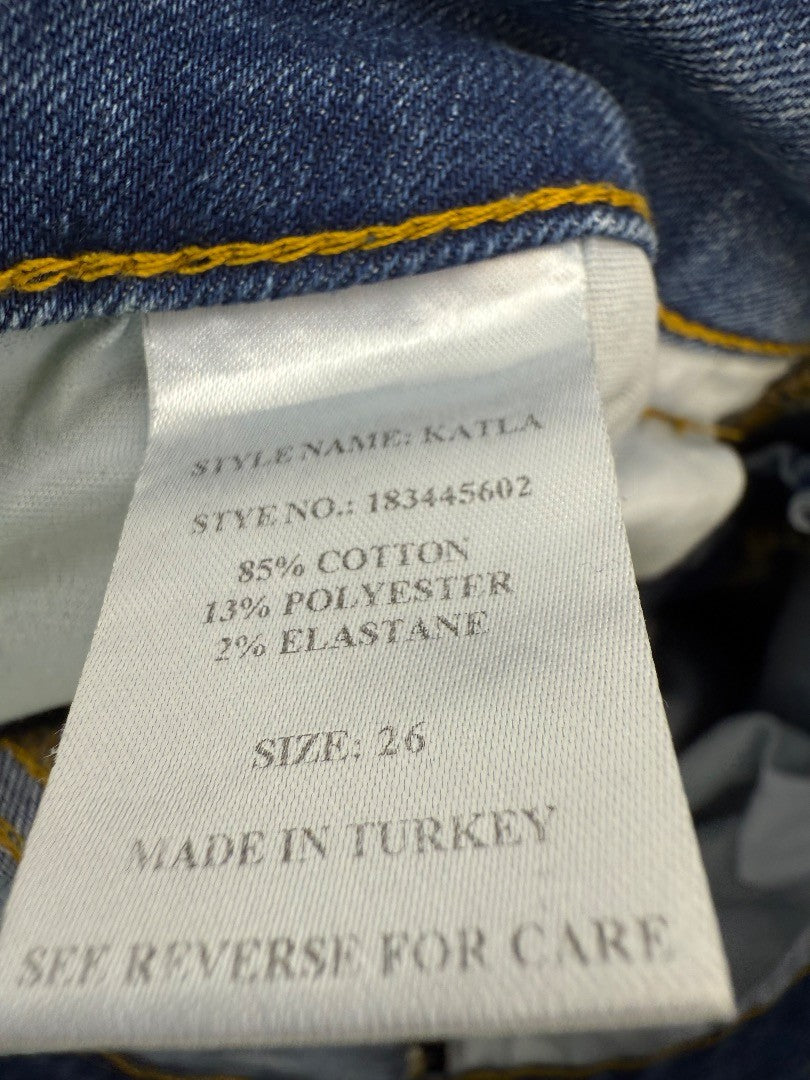 STYLE NAME: KATLA
STYE NO.: 183445602
85% COTTON
13% POLYESTER
2% ELASTANE
SIZE: 26
MADE IN TURKEY
SEE REVERSE FOR CARE